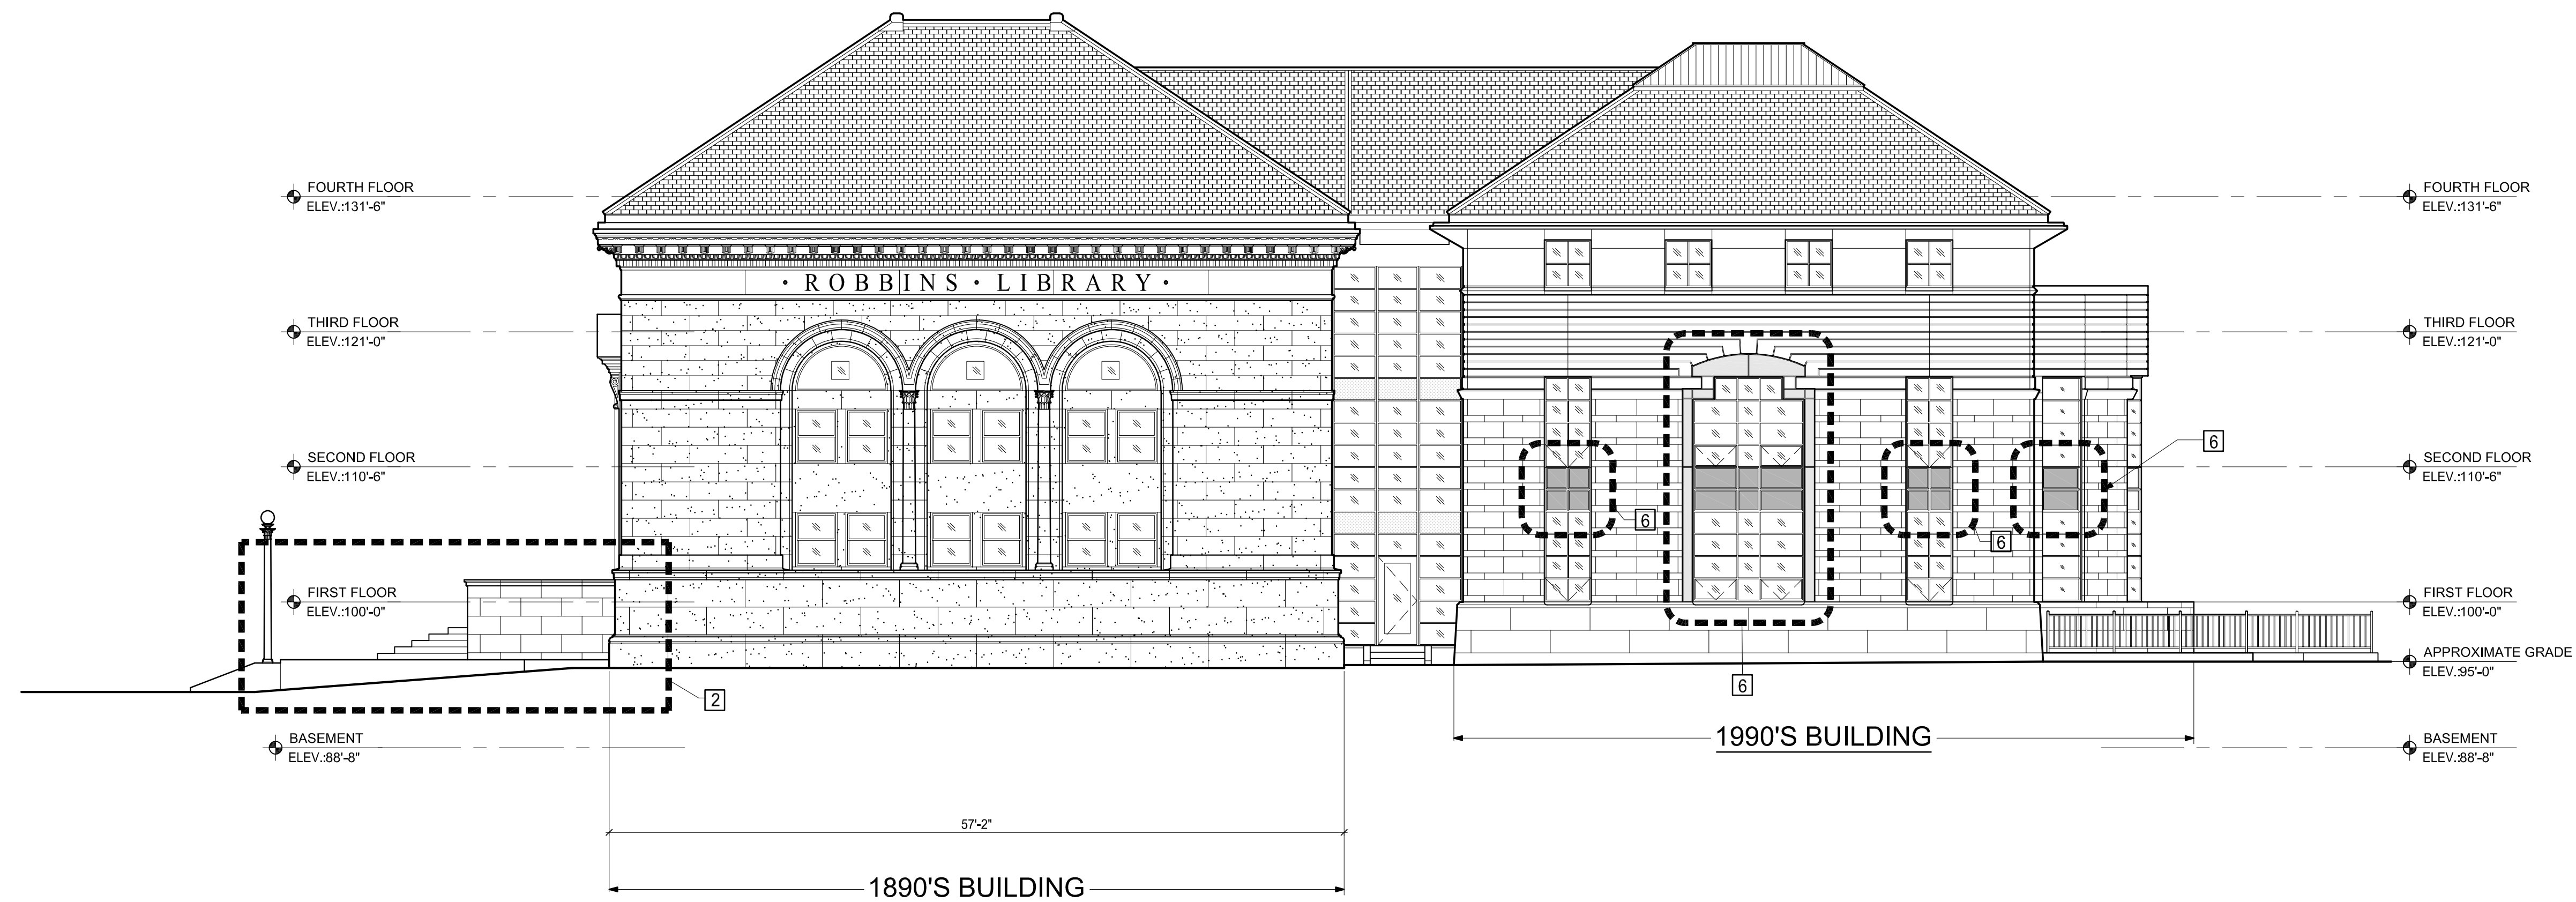 FOURTH FLOOR
ELEV.:131'-6"
FOURTH FLOOR
ELEV.:131'-6"
· ROBBINS · LIBRARY ·
THIRD FLOOR
ELEV.:121'-0"
THIRD FLOOR
ELEV.:121'-0"
6
SECOND FLOOR
ELEV.:110'-6"
SECOND FLOOR
ELEV.:110'-6"
6
6
FIRST FLOOR
ELEV.:100'-0"
FIRST FLOOR
ELEV.:100'-0"
APPROXIMATE GRADE
ELEV.:95'-0"
6
2
BASEMENT
ELEV.:88'-8"
1990'S BUILDING
BASEMENT
ELEV.:88'-8"
57'-2"
1890'S BUILDING